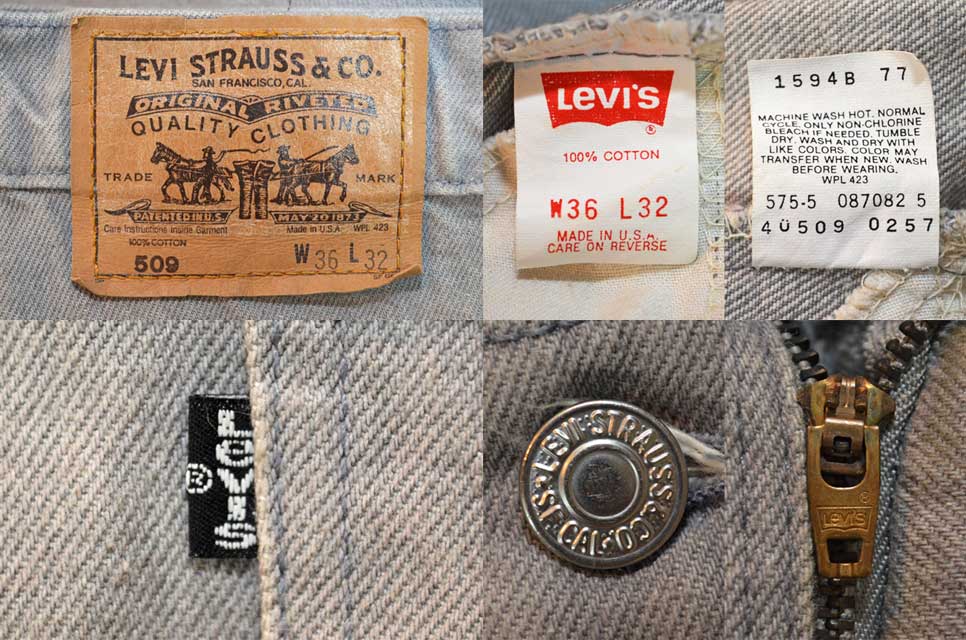 LEVI STRAUSS & CO.
SAN FRANCISCO, CAL.
ORIGINAL RIVETED
QUALITY CLOTHING
TRADE MARK
PATENTED IN U.S. MAY 20 1873
Care Instructions Inside Garment Made in U.S.A. WPL 423
100% COTTON
509 W 36 L 32
LEVI'S
®
100% COTTON
W36 L32
MADE IN U.S.A.
CARE ON REVERSE
1594B 77
MACHINE WASH HOT. NORMAL
CYCLE. ONLY NON-CHLORINE
BLEACH IF NEEDED. TUMBLE
DRY. WASH AND DRY WITH
LIKE COLORS. COLOR MAY
TRANSFER WHEN NEW. WASH
BEFORE WEARING.
WPL 423
575-5 087082 5
40509 0257
LEVI'S
®
LEVI STRAUSS & CO. S.F. CAL.
®
LEVI'S